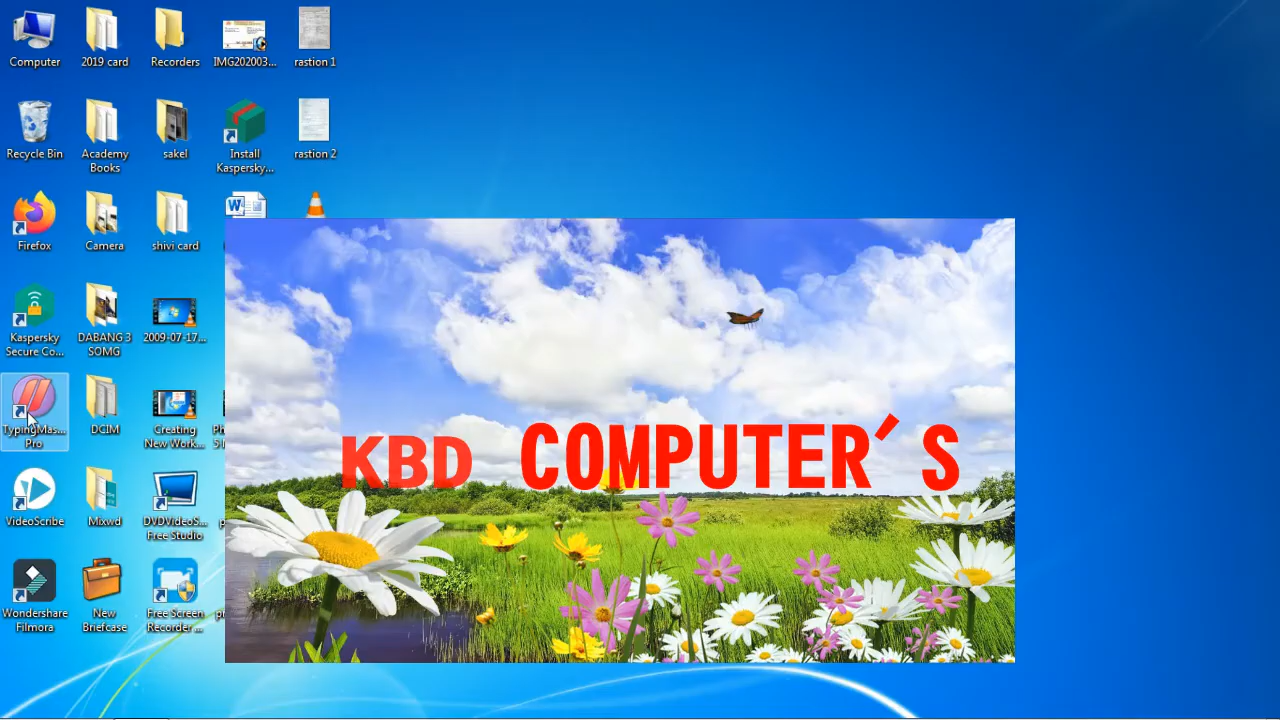 Computer
2019 card
Recorders
IMG202003...
rastion 1
Recycle Bin
Academy
Books
sakel
Install
Kaspersky...
rastion 2
Firefox
Camera
shivi card
Kaspersky
Secure Co...
DABANG 3
SOMG
2009-07-17...
TypingMas...
Pro
DCIM
Creating
New Work...
KBD COMPUTER'S
VideoScribe
Mixwd
DVDVideoS...
Free Studio
Wondershare
Filmora
New
Briefcase
Free Screen
Recorder ...